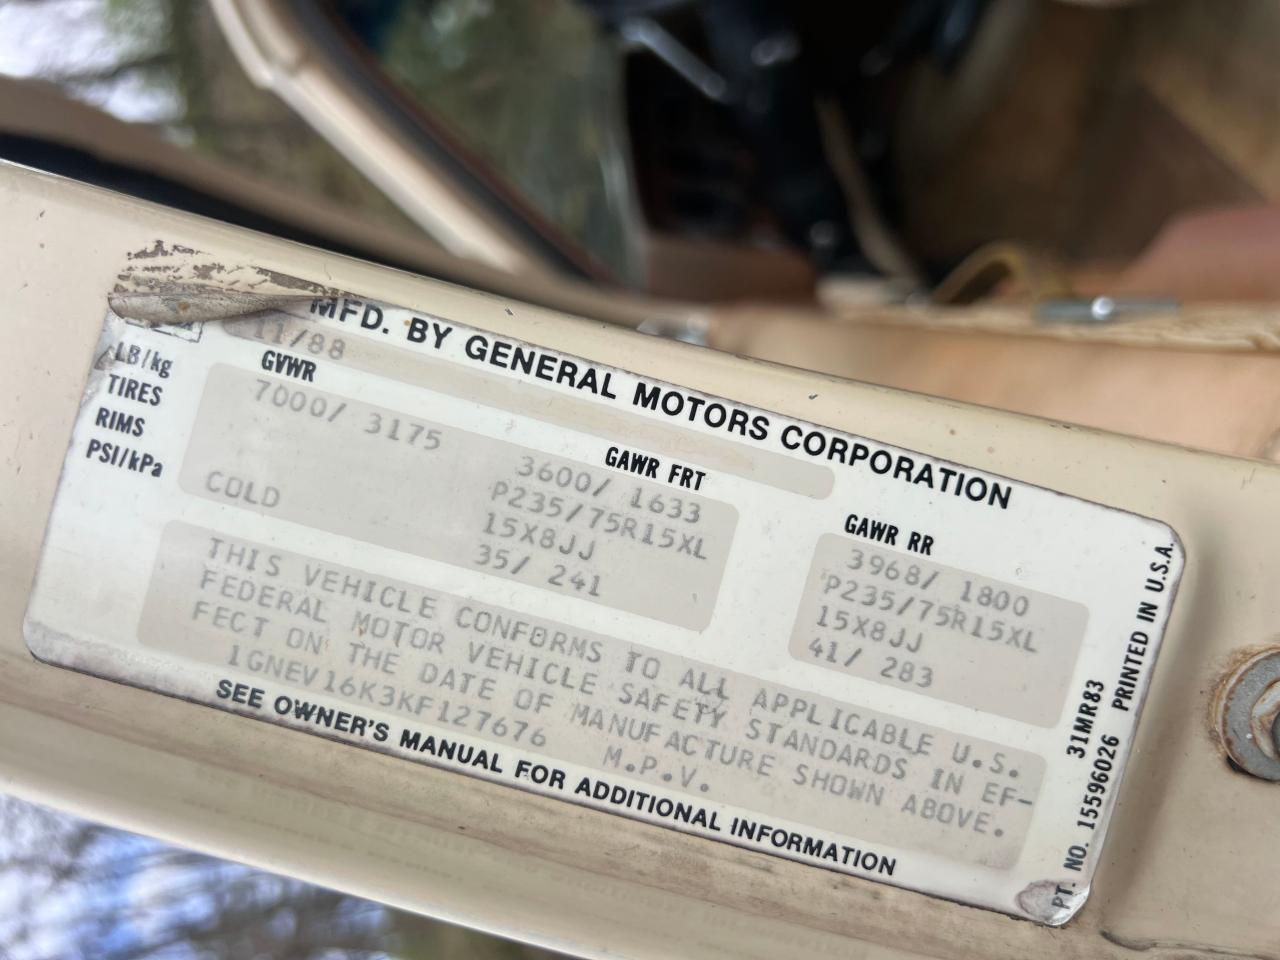 MFD. BY GENERAL MOTORS CORPORATION
11/88
LB/kg
TIRES
RIMS
PSI/kPa
GVWR
7000/ 3175
COLD
GAWR FRT
3600/ 1633
P235/75R15XL
15X8JJ
35/ 241
GAWR RR
3968/ 1800
P235/75R15XL
15X8JJ
41/ 283
THIS VEHICLE CONFORMS TO ALL APPLICABLE U.S.
FEDERAL MOTOR VEHICLE SAFETY STANDARDS IN EF-
FECT ON THE DATE OF MANUFACTURE SHOWN ABOVE.
1GNEV16K3KF127676 M.P.V.
SEE OWNER'S MANUAL FOR ADDITIONAL INFORMATION
31MR83
PT. NO. 15596026 PRINTED IN U.S.A.